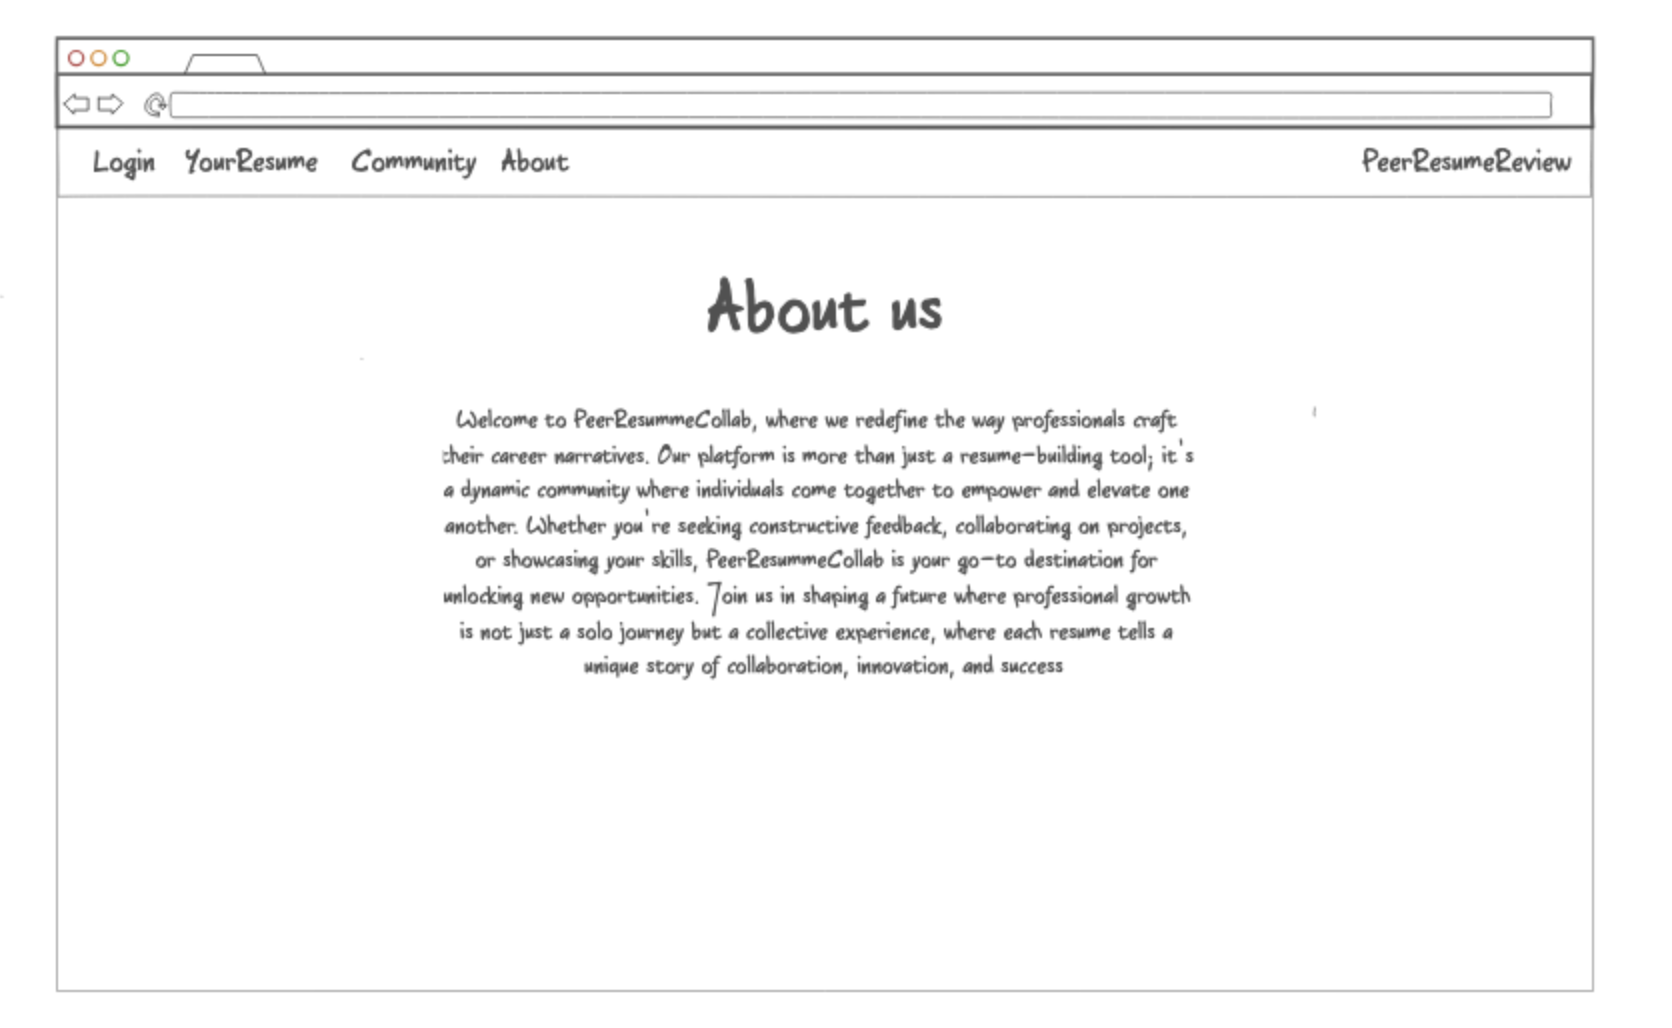 Login YourResume Community About PeerResumeReview
About us
Welcome to PeerResummeCollab, where we redefine the way professionals craft
their career narratives. Our platform is more than just a resume-building tool; it's
a dynamic community where individuals come together to empower and elevate one
another. Whether you're seeking constructive feedback, collaborating on projects,
or showcasing your skills, PeerResummeCollab is your go-to destination for
unlocking new opportunities. Join us in shaping a future where professional growth
is not just a solo journey but a collective experience, where each resume tells a
unique story of collaboration, innovation, and success